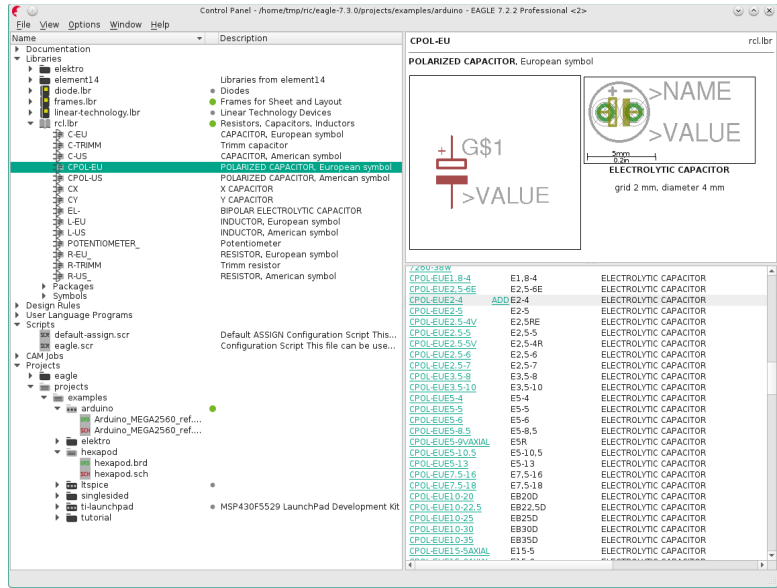 Control Panel - /home/tmp/ric/eagle-7.3.0/projects/examples/arduino - EAGLE 7.2.2 Professional <2>
File View Options Window Help
Name Description
Documentation
Libraries
elektro
element14 Libraries from element14
diode.lbr Diodes
frames.lbr Frames for Sheet and Layout
linear-technology.lbr Linear Technology Devices
rcl.lbr Resistors, Capacitors, Inductors
C-EU CAPACITOR, European symbol
C-TRIMM Trimm capacitor
C-US CAPACITOR, American symbol
CPOL-EU POLARIZED CAPACITOR, European symbol
CPOL-US POLARIZED CAPACITOR, American symbol
CX X CAPACITOR
CY Y CAPACITOR
EL- BIPOLAR ELECTROLYTIC CAPACITOR
L-EU INDUCTOR, European symbol
L-US INDUCTOR, American symbol
POTENTIOMETER_ Potentiometer
R-EU_ RESISTOR, European symbol
R-TRIMM Trimm resistor
R-US_ RESISTOR, American symbol
Packages
Symbols
Design Rules
User Language Programs
Scripts
default-assign.scr Default ASSIGN Configuration Script This...
eagle.scr Configuration Script This file can be use...
CAM Jobs
Projects
eagle
projects
examples
arduino
Arduino_MEGA2560_ref....
Arduino_MEGA2560_ref....
elektro
hexapod
hexapod.brd
hexapod.sch
ltspice
singlesided
ti-launchpad MSP430F5529 LaunchPad Development Kit
tutorial
CPOL-EU rcl.lbr
POLARIZED CAPACITOR, European symbol
+ G$1
>VALUE
>NAME
>VALUE
5mm
0.2in
ELECTROLYTIC CAPACITOR
grid 2 mm, diameter 4 mm
7260-38W
CPOL-EUE1.8-4 E1,8-4 ELECTROLYTIC CAPACITOR
CPOL-EUE2,5-6E E2,5-6E ELECTROLYTIC CAPACITOR
CPOL-EUE2-4 ADD E2-4 ELECTROLYTIC CAPACITOR
CPOL-EUE2-5 E2-5 ELECTROLYTIC CAPACITOR
CPOL-EUE2.5-4V E2,5RE ELECTROLYTIC CAPACITOR
CPOL-EUE2.5-5 E2,5-5 ELECTROLYTIC CAPACITOR
CPOL-EUE2.5-5V E2,5-4R ELECTROLYTIC CAPACITOR
CPOL-EUE2.5-6 E2,5-6 ELECTROLYTIC CAPACITOR
CPOL-EUE2.5-7 E2,5-7 ELECTROLYTIC CAPACITOR
CPOL-EUE3.5-8 E3,5-8 ELECTROLYTIC CAPACITOR
CPOL-EUE3.5-10 E3,5-10 ELECTROLYTIC CAPACITOR
CPOL-EUE5-4 E5-4 ELECTROLYTIC CAPACITOR
CPOL-EUE5-5 E5-5 ELECTROLYTIC CAPACITOR
CPOL-EUE5-6 E5-6 ELECTROLYTIC CAPACITOR
CPOL-EUE5-8.5 E5-8,5 ELECTROLYTIC CAPACITOR
CPOL-EUE5-9VAXIAL E5R ELECTROLYTIC CAPACITOR
CPOL-EUE5-10.5 E5-10,5 ELECTROLYTIC CAPACITOR
CPOL-EUE5-13 E5-13 ELECTROLYTIC CAPACITOR
CPOL-EUE7.5-16 E7,5-16 ELECTROLYTIC CAPACITOR
CPOL-EUE7.5-18 E7,5-18 ELECTROLYTIC CAPACITOR
CPOL-EUE10-20 EB20D ELECTROLYTIC CAPACITOR
CPOL-EUE10-22.5 EB22,5D ELECTROLYTIC CAPACITOR
CPOL-EUE10-25 EB25D ELECTROLYTIC CAPACITOR
CPOL-EUE10-30 EB30D ELECTROLYTIC CAPACITOR
CPOL-EUE10-35 EB35D ELECTROLYTIC CAPACITOR
CPOL-EUE15-5AXIAL E15-5 ELECTROLYTIC CAPACITOR